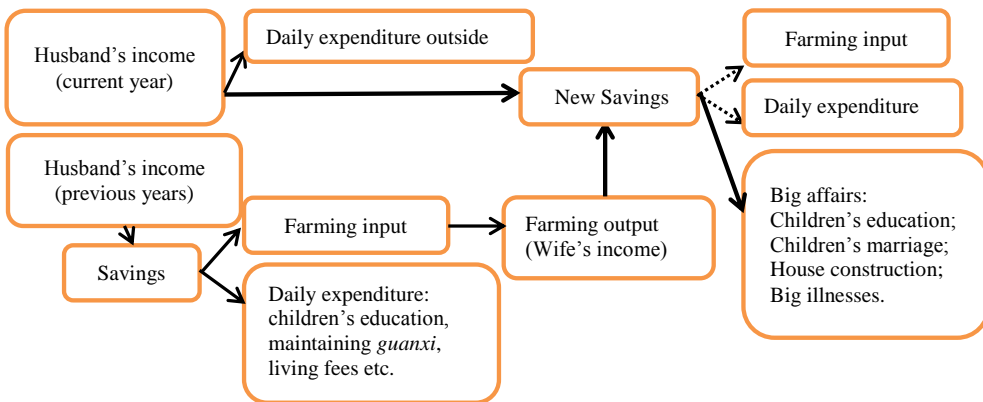 Husband’s income
(current year)
Daily expenditure outside
New Savings
Farming input
Daily expenditure
Husband’s income
(previous years)
Savings
Farming input
Farming output
(Wife’s income)
Daily expenditure:
children’s education,
maintaining guanxi,
living fees etc.
Big affairs:
Children’s education;
Children’s marriage;
House construction;
Big illnesses.